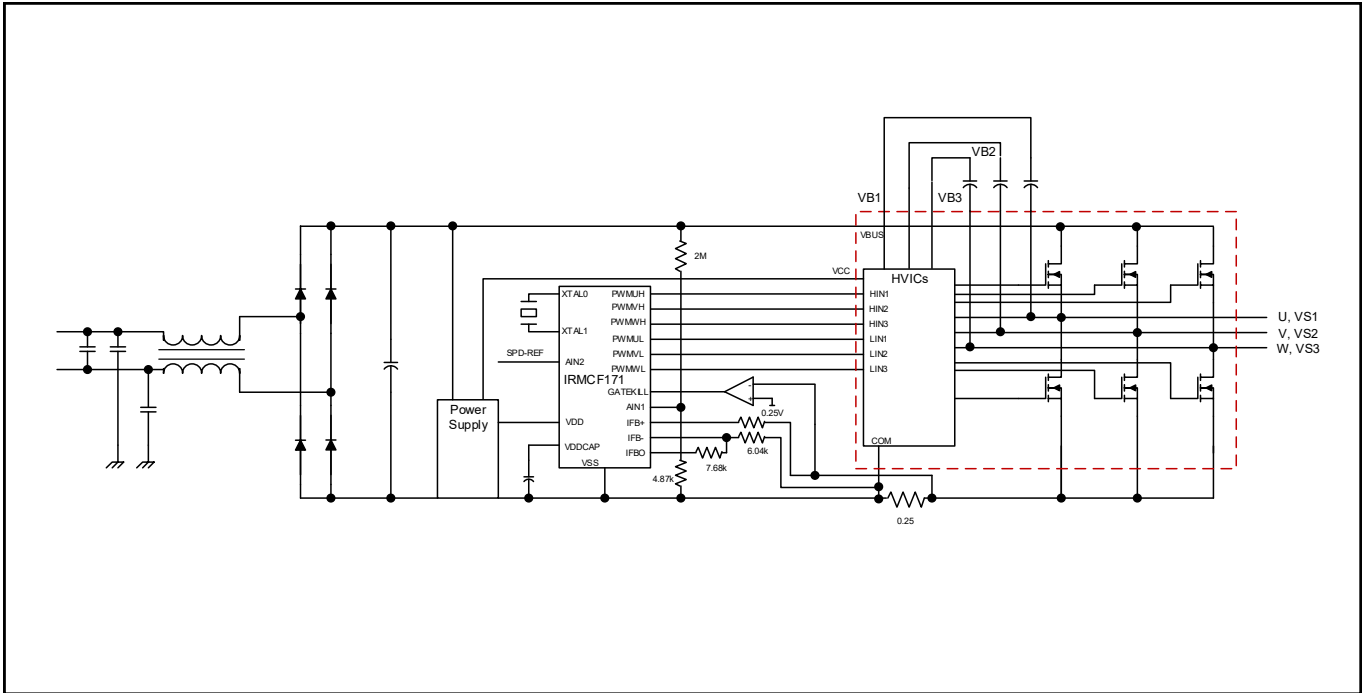 VB2
VB1
VB3
VBUS
2M
VCC
HVICs
XTAL0
PWMUH
HIN1
PWMVH
HIN2
PWMWH
HIN3
U, VS1
XTAL1
PWMUL
LIN1
V, VS2
SPD-REF
AIN2
PWMVL
LIN2
W, VS3
PWMWL
LIN3
IRMCF171
GATEKILL
-
+
0.25V
Power
Supply
AIN1
VDD
IFB+
IFB-
COM
VDDCAP
6.04k
IFBO
VSS
7.68k
4.87k
0.25